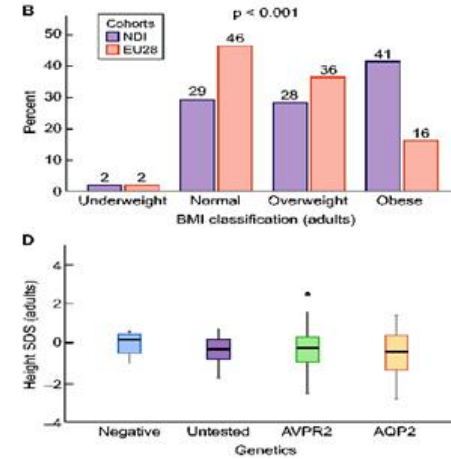 B
p < 0.001
Cohorts
NDI
EU28
Percent
50
40
30
20
10
0
2
2
29
46
28
36
41
16
Underweight
Normal
Overweight
Obese
BMI classification (adults)
D
Height SDS (adults)
4
2
0
−2
−4
Negative
Untested
AVPR2
AQP2
Genetics